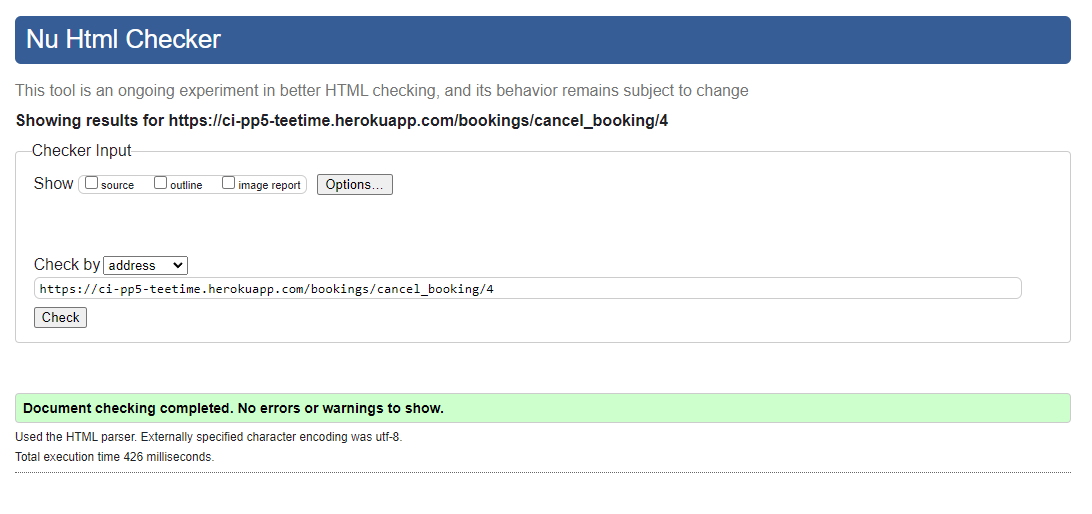 Nu Html Checker
This tool is an ongoing experiment in better HTML checking, and its behavior remains subject to change
Showing results for https://ci-pp5-teetime.herokuapp.com/bookings/cancel_booking/4
Checker Input
Show source outline image report Options...
Check by address
https://ci-pp5-teetime.herokuapp.com/bookings/cancel_booking/4
Check
Document checking completed. No errors or warnings to show.
Used the HTML parser. Externally specified character encoding was utf-8.
Total execution time 426 milliseconds.